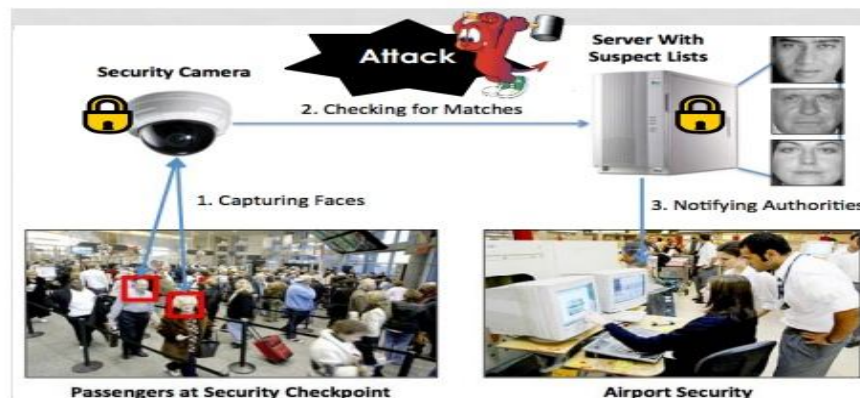 Attack
Server With
Suspect Lists
Security Camera
2. Checking for Matches
1. Capturing Faces
3. Notifying Authorities
Passengers at Security Checkpoint
Airport Security